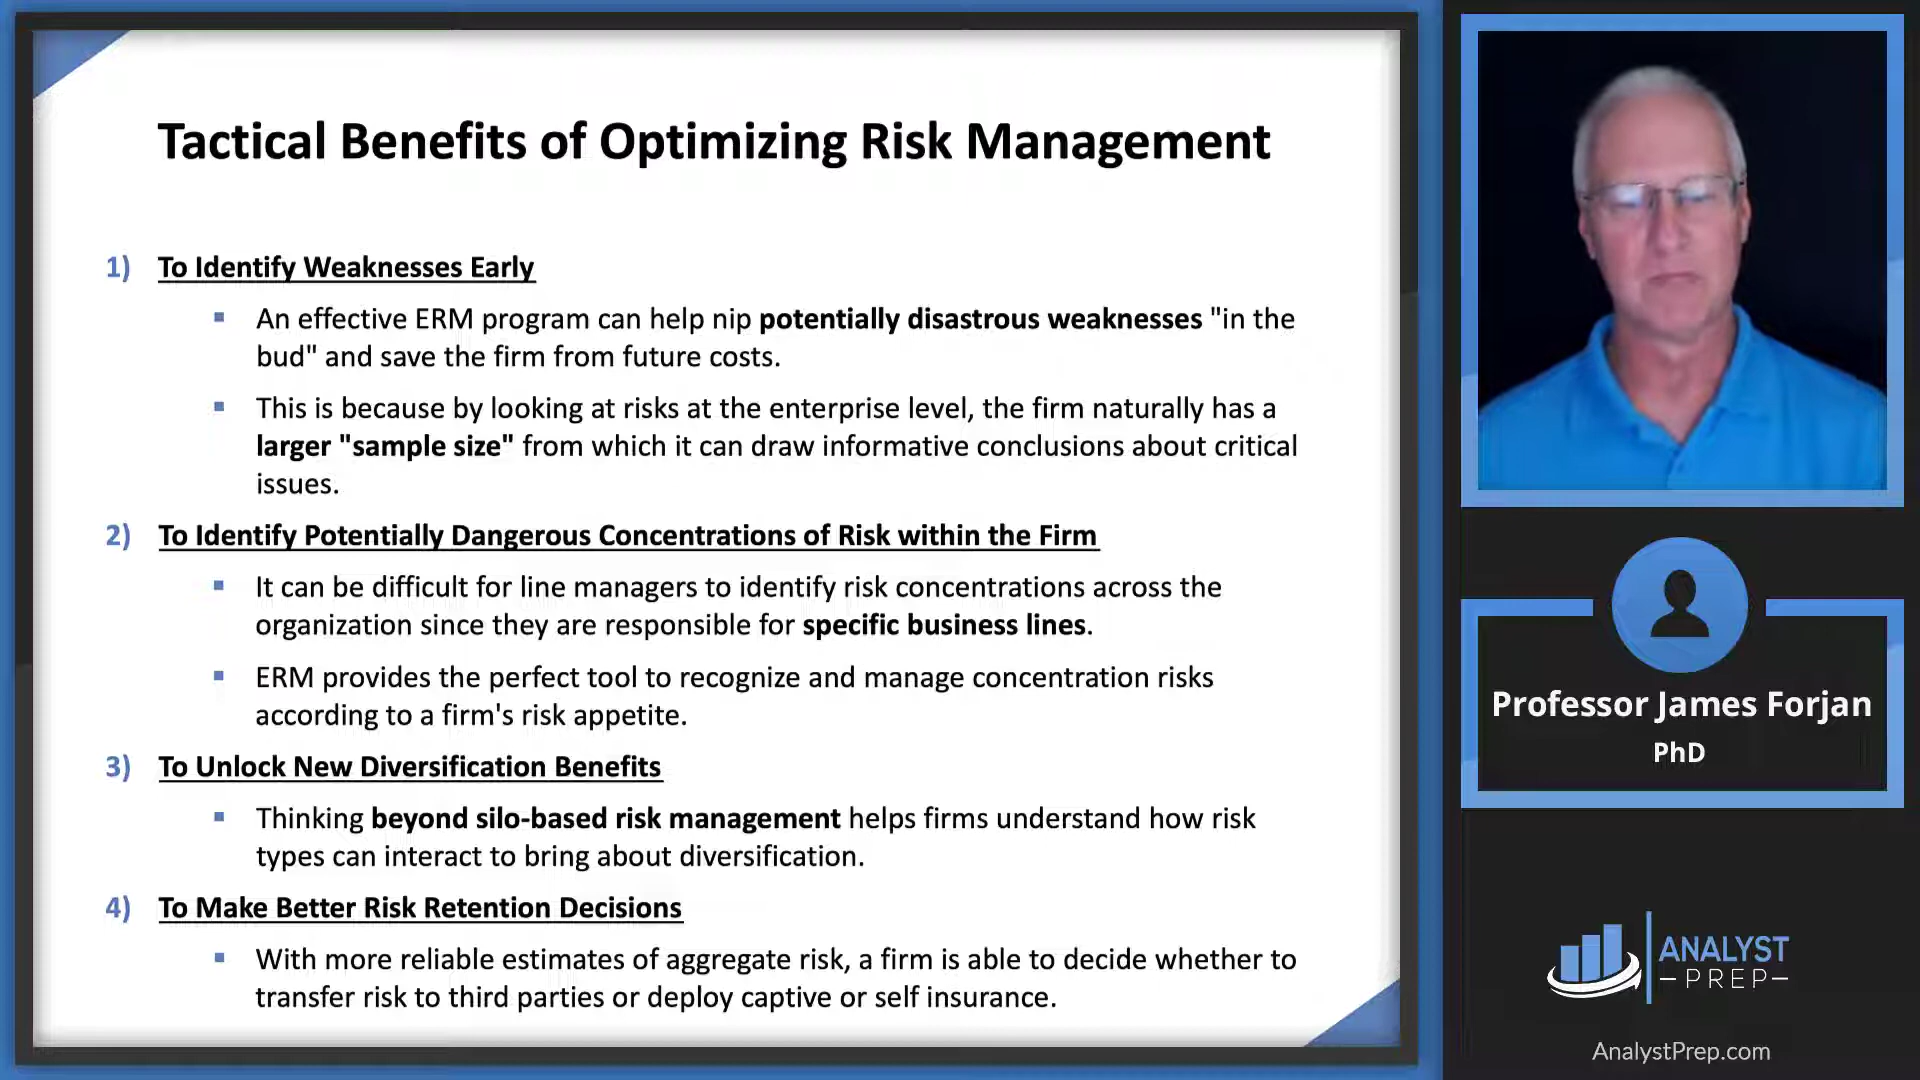 Tactical Benefits of Optimizing Risk Management
1) To Identify Weaknesses Early
▪ An effective ERM program can help nip potentially disastrous weaknesses "in the
bud" and save the firm from future costs.
▪ This is because by looking at risks at the enterprise level, the firm naturally has a
larger "sample size" from which it can draw informative conclusions about critical
issues.
2) To Identify Potentially Dangerous Concentrations of Risk within the Firm
▪ It can be difficult for line managers to identify risk concentrations across the
organization since they are responsible for specific business lines.
▪ ERM provides the perfect tool to recognize and manage concentration risks
according to a firm's risk appetite.
3) To Unlock New Diversification Benefits
▪ Thinking beyond silo-based risk management helps firms understand how risk
types can interact to bring about diversification.
4) To Make Better Risk Retention Decisions
▪ With more reliable estimates of aggregate risk, a firm is able to decide whether to
transfer risk to third parties or deploy captive or self insurance.
Professor James Forjan
PhD
ANALYST
—PREP—
AnalystPrep.com